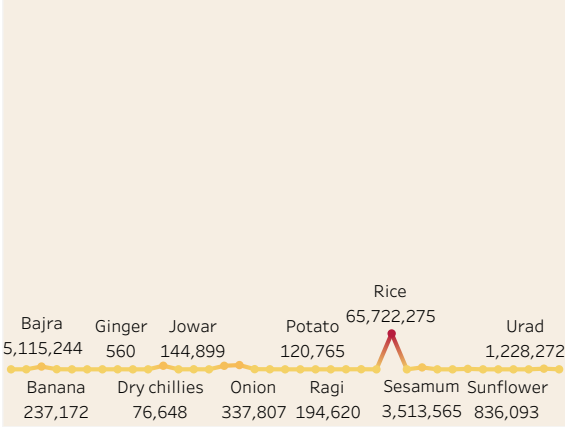 Rice
65,722,275
Bajra Ginger Jowar Potato Urad
5,115,244 560 144,899 120,765 1,228,272
Banana Dry chillies Onion Ragi Sesamum Sunflower
237,172 76,648 337,807 194,620 3,513,565 836,093